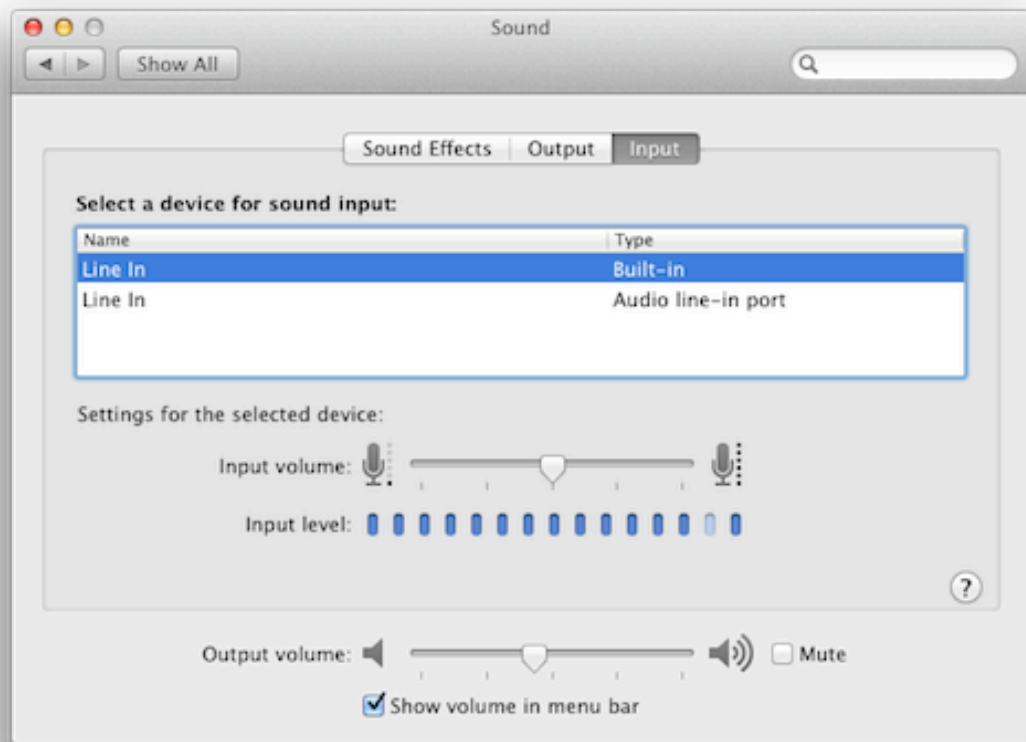 Sound
Show All
Sound Effects Output Input
Select a device for sound input:
Name Type
Line In Built-in
Line In Audio line-in port
Settings for the selected device:
Input volume:
Input level:
?
Output volume: Mute
Show volume in menu bar